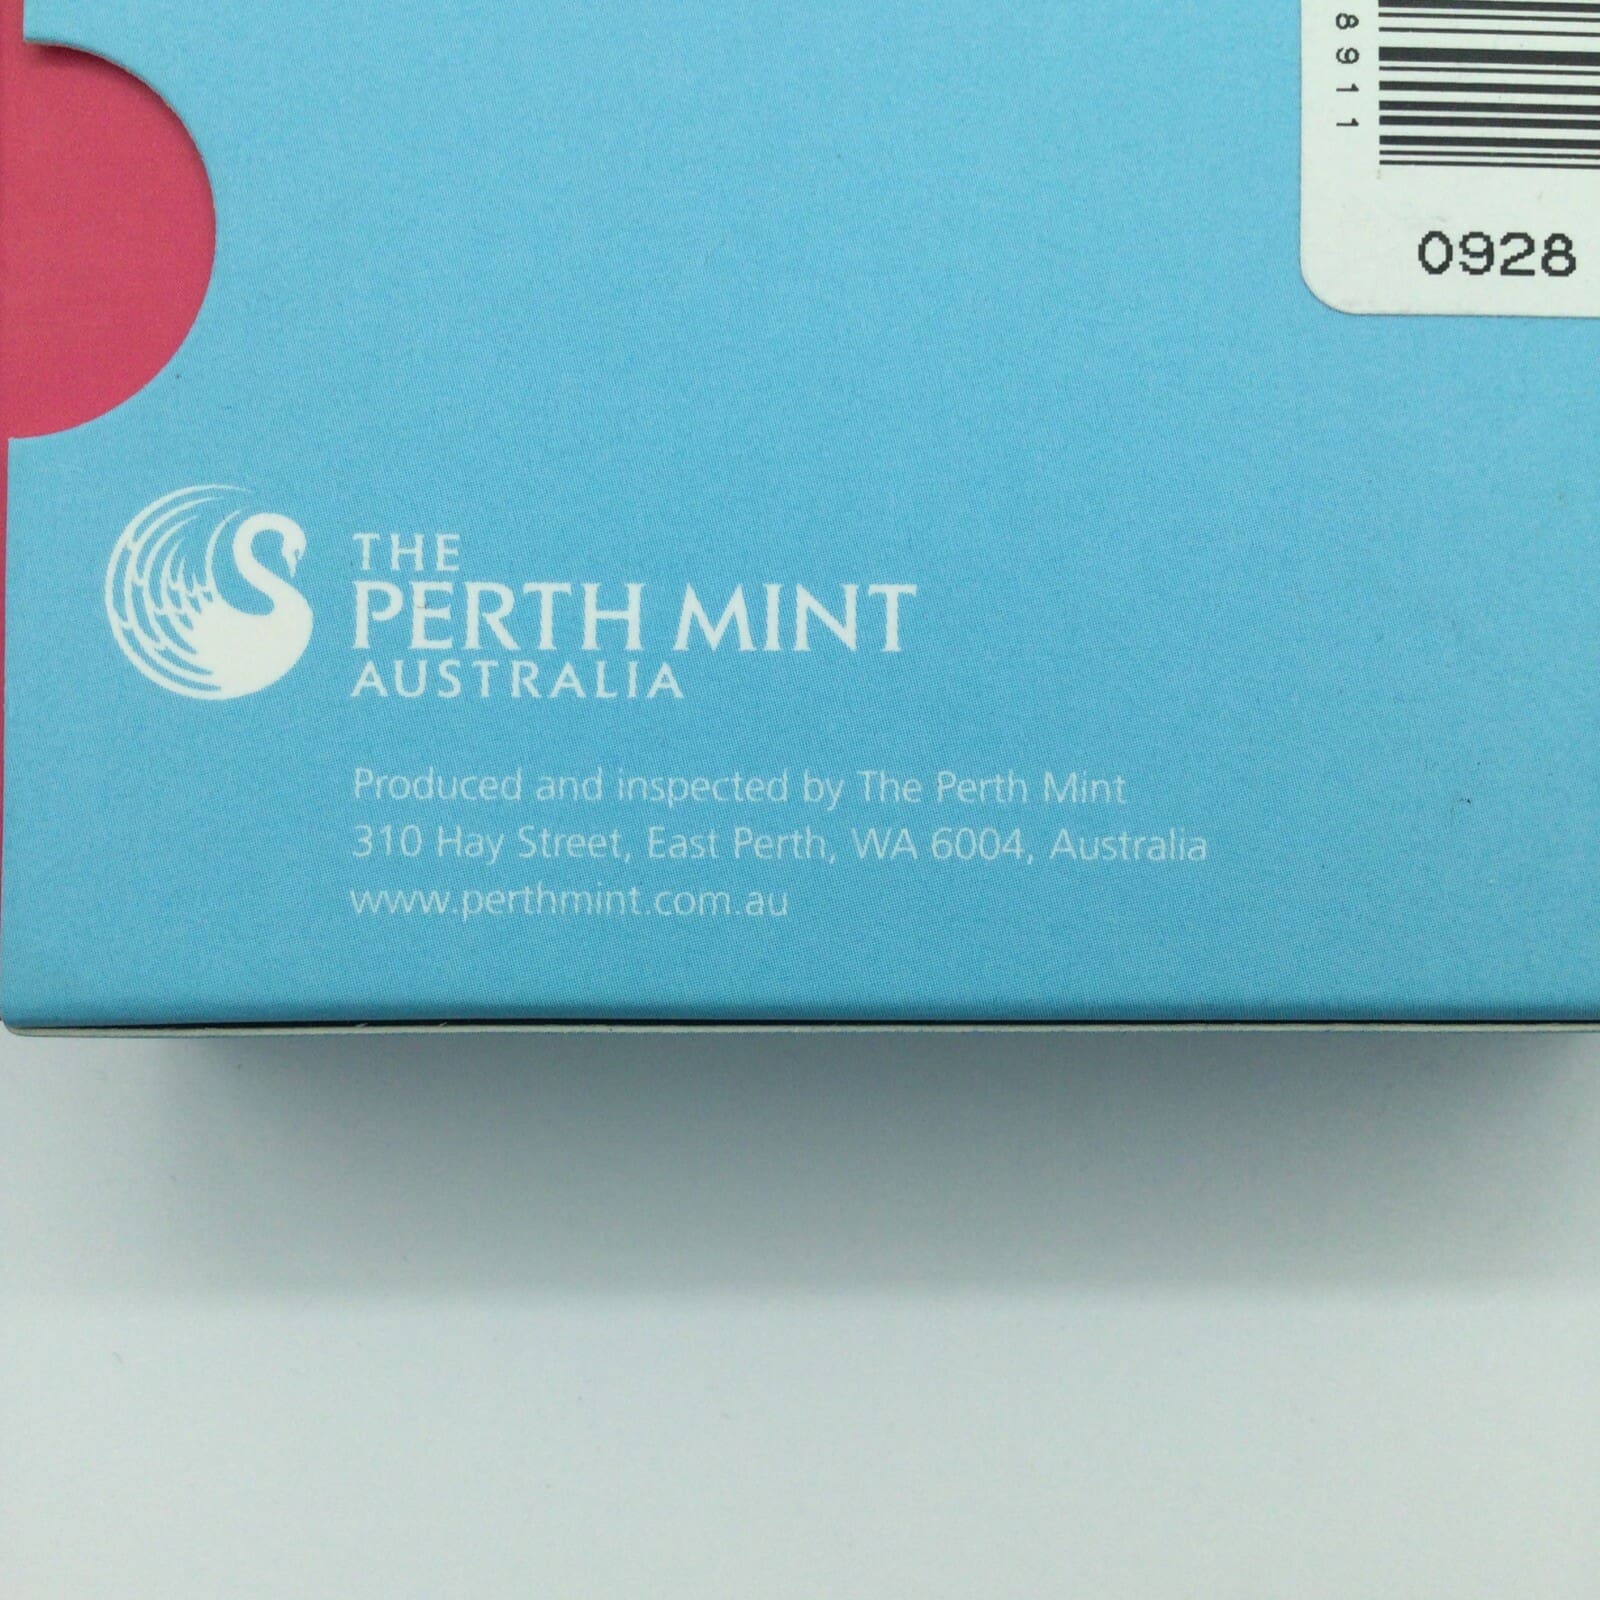 8911
0928
THE
PERTH MINT
AUSTRALIA
Produced and inspected by The Perth Mint
310 Hay Street, East Perth, WA 6004, Australia
www.perthmint.com.au